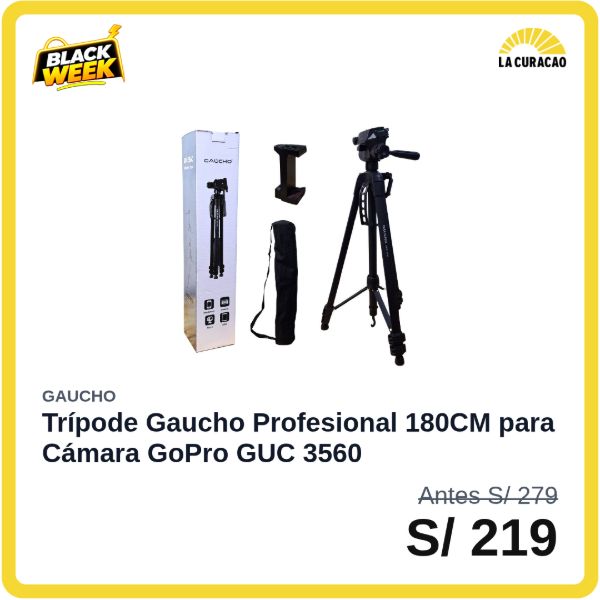 BLACK
WEEK
LA CURACAO
GAUCHO
GAUCHO
Trípode Gaucho Profesional 180CM para
Cámara GoPro GUC 3560
Antes S/ 279
S/ 219